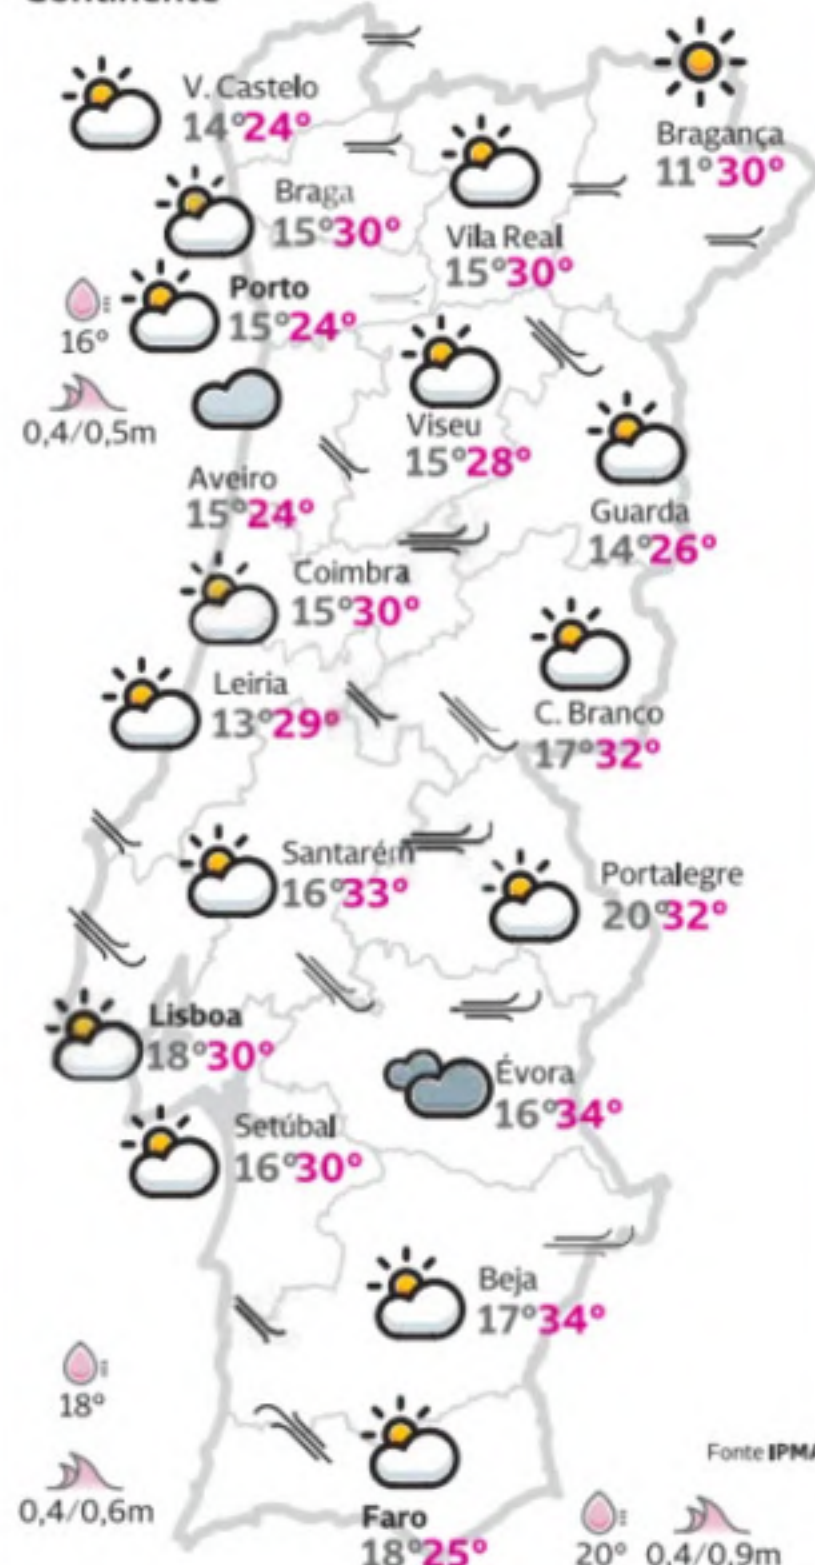 Continente
V. Castelo
14° 24°
Bragança
11° 30°
Braga
15° 30°
Vila Real
15° 30°
Porto
15° 24°
16°
0,4/0,5m
Viseu
15° 28°
Aveiro
15° 24°
Guarda
14° 26°
Coimbra
15° 30°
Leiria
13° 29°
C. Branco
17° 32°
Santarém
16° 33°
Portalegre
20° 32°
Lisboa
18° 30°
Évora
16° 34°
Setúbal
16° 30°
Beja
17° 34°
18°
0,4/0,6m
Fonte IPMA
Faro
18° 25°
20° 0,4/0,9m